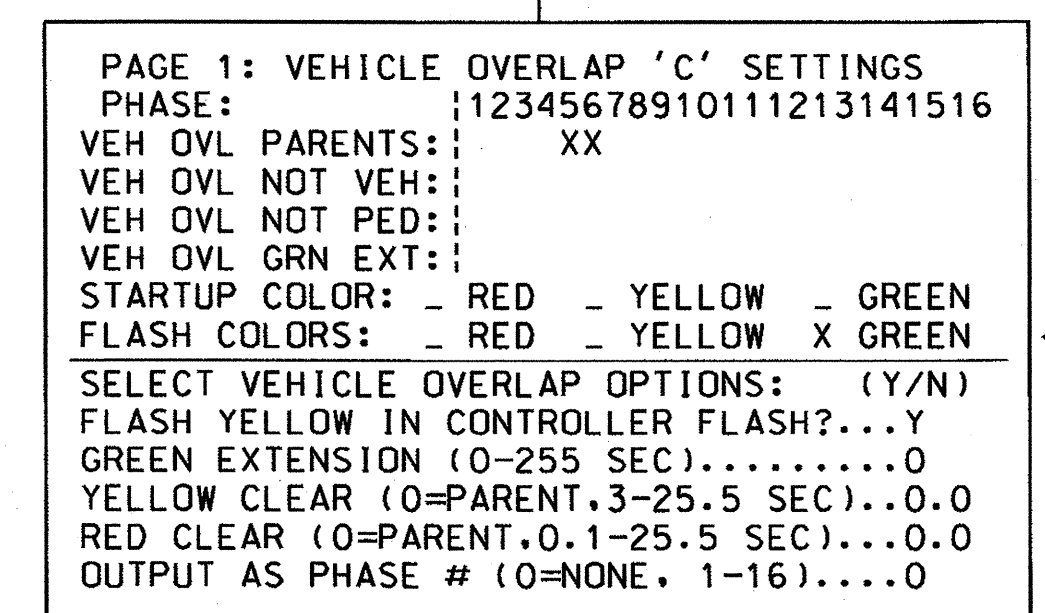 PAGE 1: VEHICLE OVERLAP 'C' SETTINGS
PHASE: ¦12345678910111213141516
VEH OVL PARENTS:¦ XX
VEH OVL NOT VEH:¦
VEH OVL NOT PED:¦
VEH OVL GRN EXT:¦
STARTUP COLOR: _ RED _ YELLOW _ GREEN
FLASH COLORS: _ RED _ YELLOW X GREEN
SELECT VEHICLE OVERLAP OPTIONS: (Y/N)
FLASH YELLOW IN CONTROLLER FLASH?...Y
GREEN EXTENSION (0-255 SEC).........0
YELLOW CLEAR (0=PARENT,3-25.5 SEC)..0.0
RED CLEAR (0=PARENT,0.1-25.5 SEC)...0.0
OUTPUT AS PHASE # (0=NONE, 1-16)....0